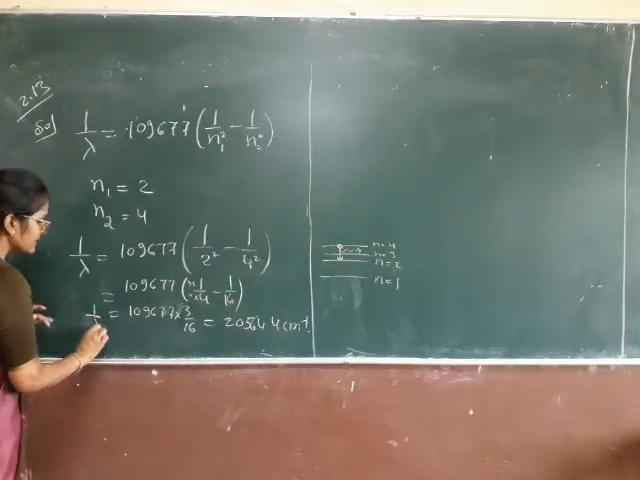 2.13
Sol
1/λ = 109677 (1/n₁² − 1/n₂²)
n₁ = 2
n₂ = 4
1/λ = 109677 (1/2² − 1/4²)
= 109677 (1/4 − 1/16)
1/λ = 109677 × 3/16 = 20564.4 cm⁻¹.
n=4
n=3
n=2
n=1